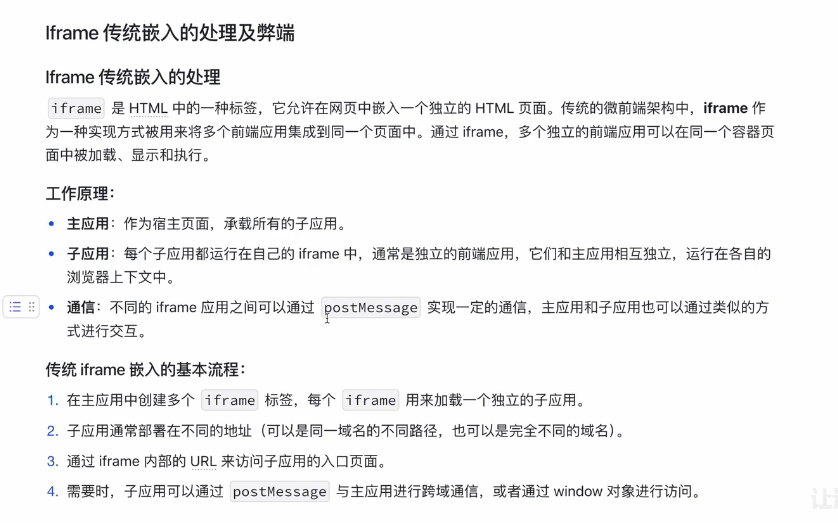 Iframe 传统嵌入的处理及弊端
Iframe 传统嵌入的处理
iframe 是 HTML 中的一种标签，它允许在网页中嵌入一个独立的 HTML 页面。传统的微前端架构中，iframe 作
为一种实现方式被用来将多个前端应用集成到同一个页面中。通过 iframe，多个独立的前端应用可以在同一个容器页
面中被加载、显示和执行。
工作原理：
• 主应用：作为宿主页面，承载所有的子应用。
• 子应用：每个子应用都运行在自己的 iframe 中，通常是独立的前端应用，它们和主应用相互独立，运行在各自的
浏览器上下文中。
• 通信：不同的 iframe 应用之间可以通过 postMessage 实现一定的通信，主应用和子应用也可以通过类似的方
式进行交互。
传统 iframe 嵌入的基本流程：
1. 在主应用中创建多个 iframe 标签，每个 iframe 用来加载一个独立的子应用。
2. 子应用通常部署在不同的地址（可以是同一域名的不同路径，也可以是完全不同的域名）。
3. 通过 iframe 内部的 URL 来访问子应用的入口页面。
4. 需要时，子应用可以通过 postMessage 与主应用进行跨域通信，或者通过 window 对象进行访问。